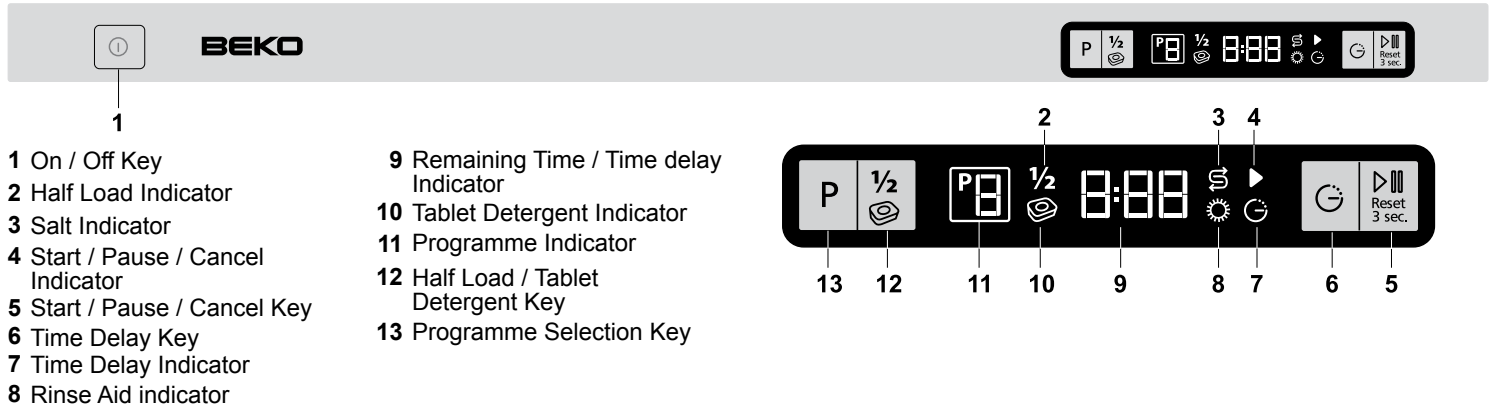 BEKO
P ½ P8 ½ 8:88 Reset
3 sec.
1
2 3 4
1 On / Off Key
2 Half Load Indicator
3 Salt Indicator
4 Start / Pause / Cancel
Indicator
5 Start / Pause / Cancel Key
6 Time Delay Key
7 Time Delay Indicator
8 Rinse Aid indicator
9 Remaining Time / Time delay
Indicator
10 Tablet Detergent Indicator
11 Programme Indicator
12 Half Load / Tablet
Detergent Key
13 Programme Selection Key
P ½ P8 ½ 8:88 S
Reset
3 sec.
13 12 11 10 9 8 7 6 5